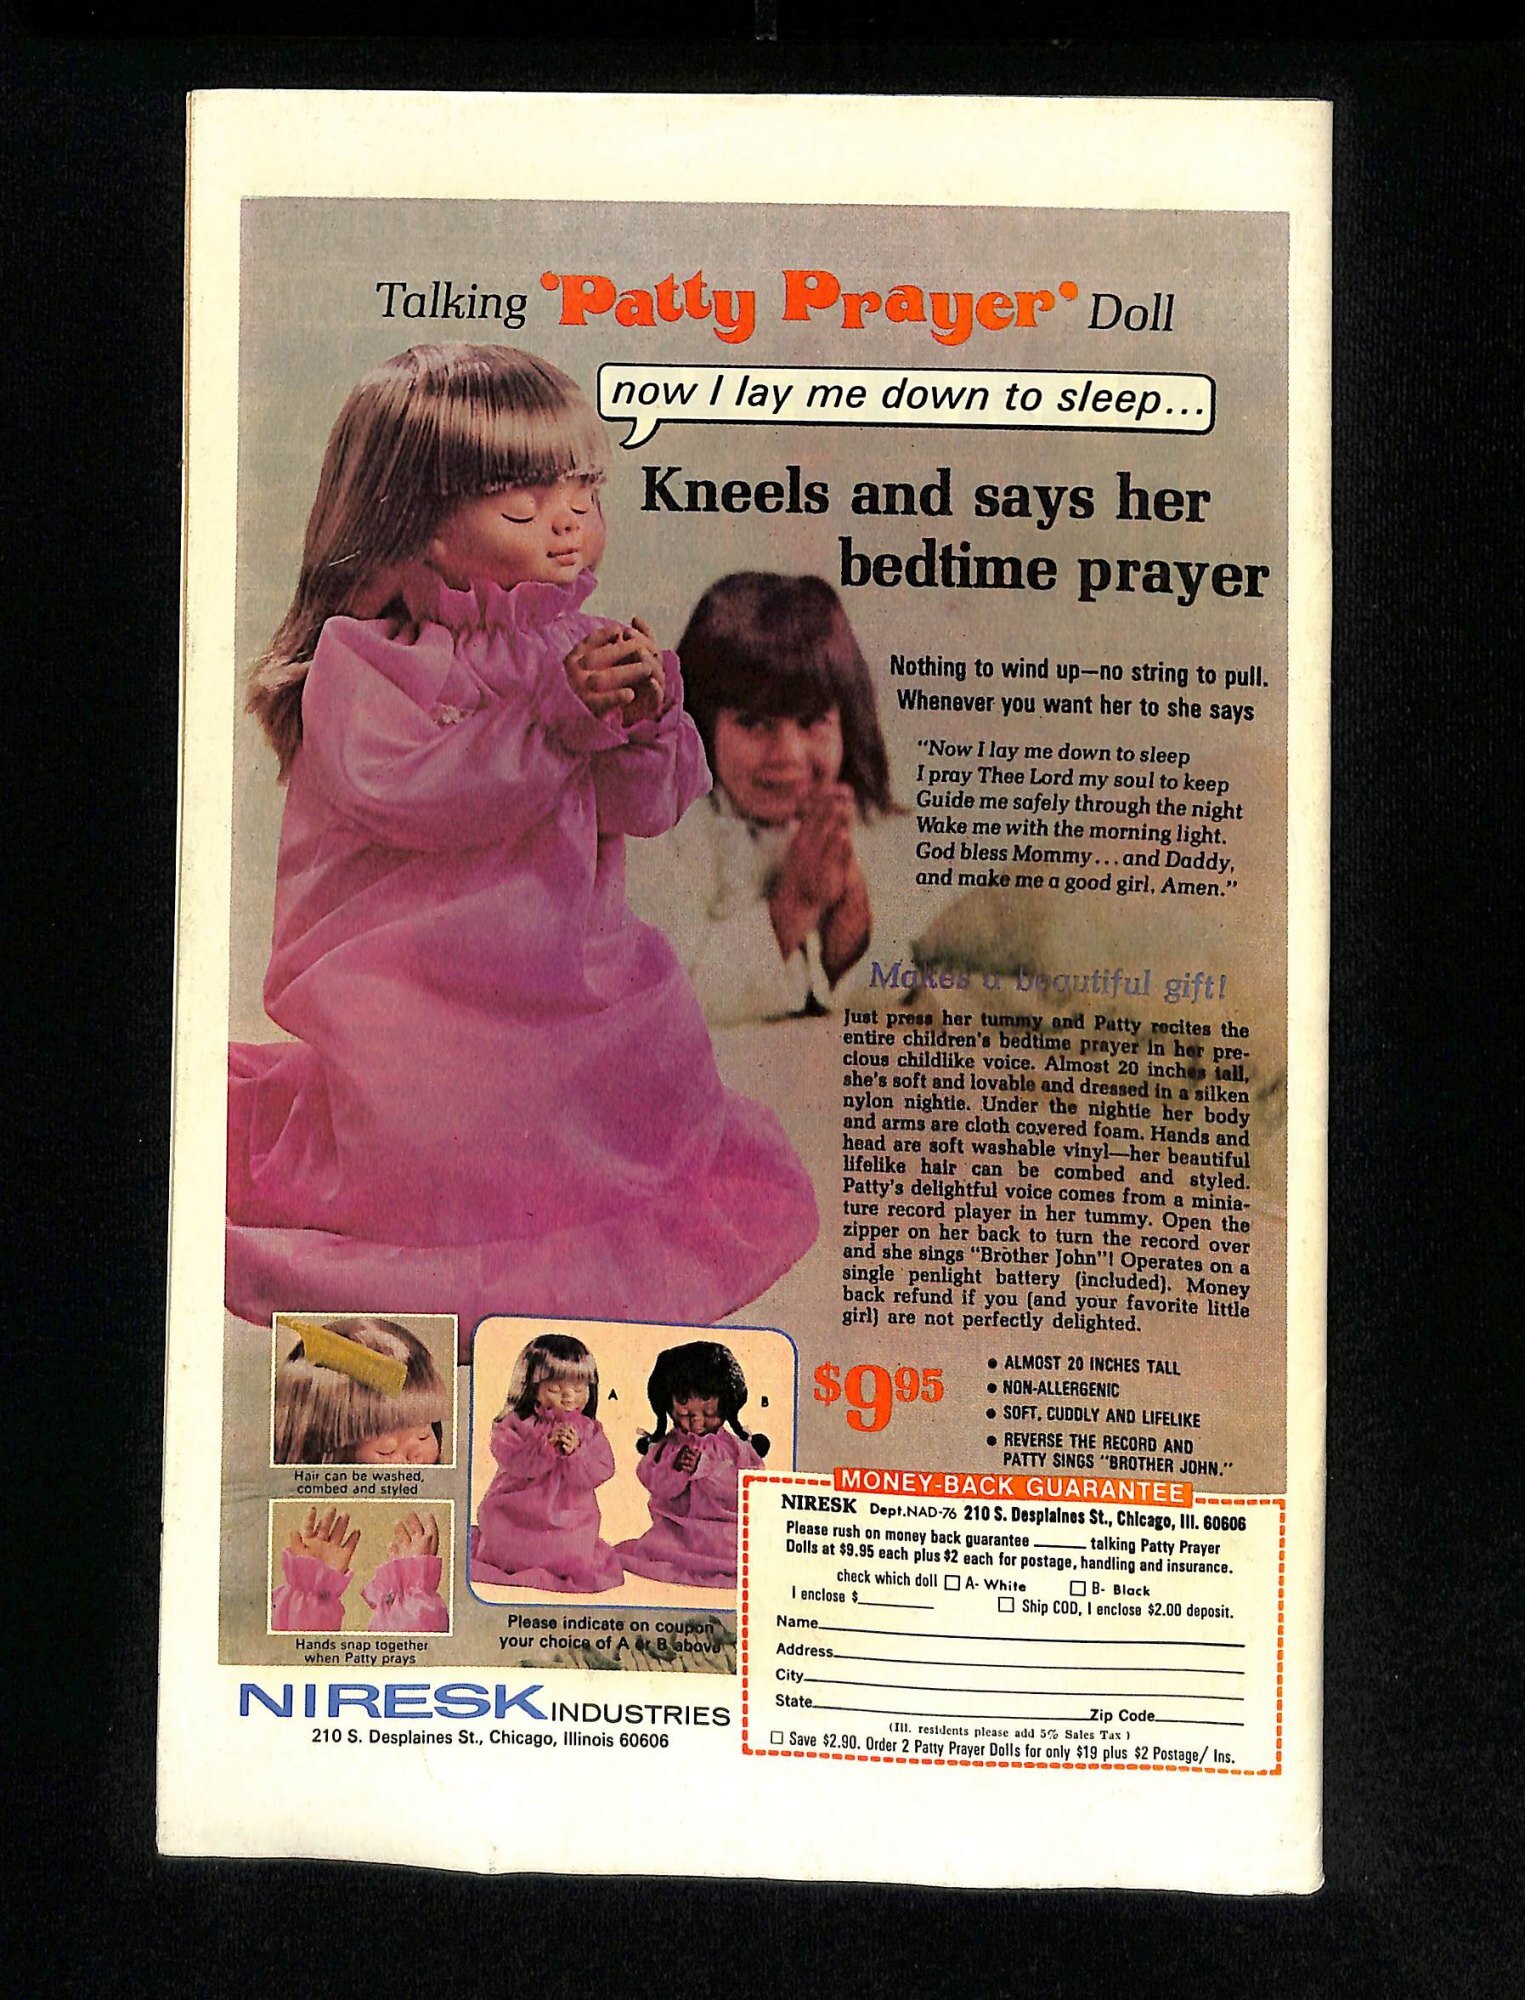 Talking 'Patty Prayer' Doll
now I lay me down to sleep...
Kneels and says her
bedtime prayer
Nothing to wind up—no string to pull.
Whenever you want her to she says
"Now I lay me down to sleep
I pray Thee Lord my soul to keep
Guide me safely through the night
Wake me with the morning light.
God bless Mommy...and Daddy,
and make me a good girl, Amen."
Makes a beautiful gift!
Just press her tummy and Patty recites the
entire children's bedtime prayer in her pre-
cious childlike voice. Almost 20 inches tall,
she's soft and lovable and dressed in a silken
nylon nightie. Under the nightie her body
and arms are cloth covered foam. Hands and
head are soft washable vinyl—her beautiful
lifelike hair can be combed and styled.
Patty's delightful voice comes from a minia-
ture record player in her tummy. Open the
zipper on her back to turn the record over
and she sings "Brother John"! Operates on a
single penlight battery (included). Money
back refund if you (and your favorite little
girl) are not perfectly delighted.
$9.95
• ALMOST 20 INCHES TALL
• NON-ALLERGENIC
• SOFT, CUDDLY AND LIFELIKE
• REVERSE THE RECORD AND
PATTY SINGS "BROTHER JOHN."
Hair can be washed,
combed and styled
Hands snap together
when Patty prays
A
B
Please indicate on coupon
your choice of A or B above
NIRESK INDUSTRIES
210 S. Desplaines St., Chicago, Illinois 60606
MONEY-BACK GUARANTEE
NIRESK Dept.NAD-76 210 S. Desplaines St., Chicago, Ill. 60606
Please rush on money back guarantee ______ talking Patty Prayer
Dolls at $9.95 each plus $2 each for postage, handling and insurance.
check which doll ☐ A- White ☐ B- Black
I enclose $________ ☐ Ship COD, I enclose $2.00 deposit.
Name
Address
City
State Zip Code
(Ill. residents please add 5% Sales Tax)
☐ Save $2.90. Order 2 Patty Prayer Dolls for only $19 plus $2 Postage/ Ins.